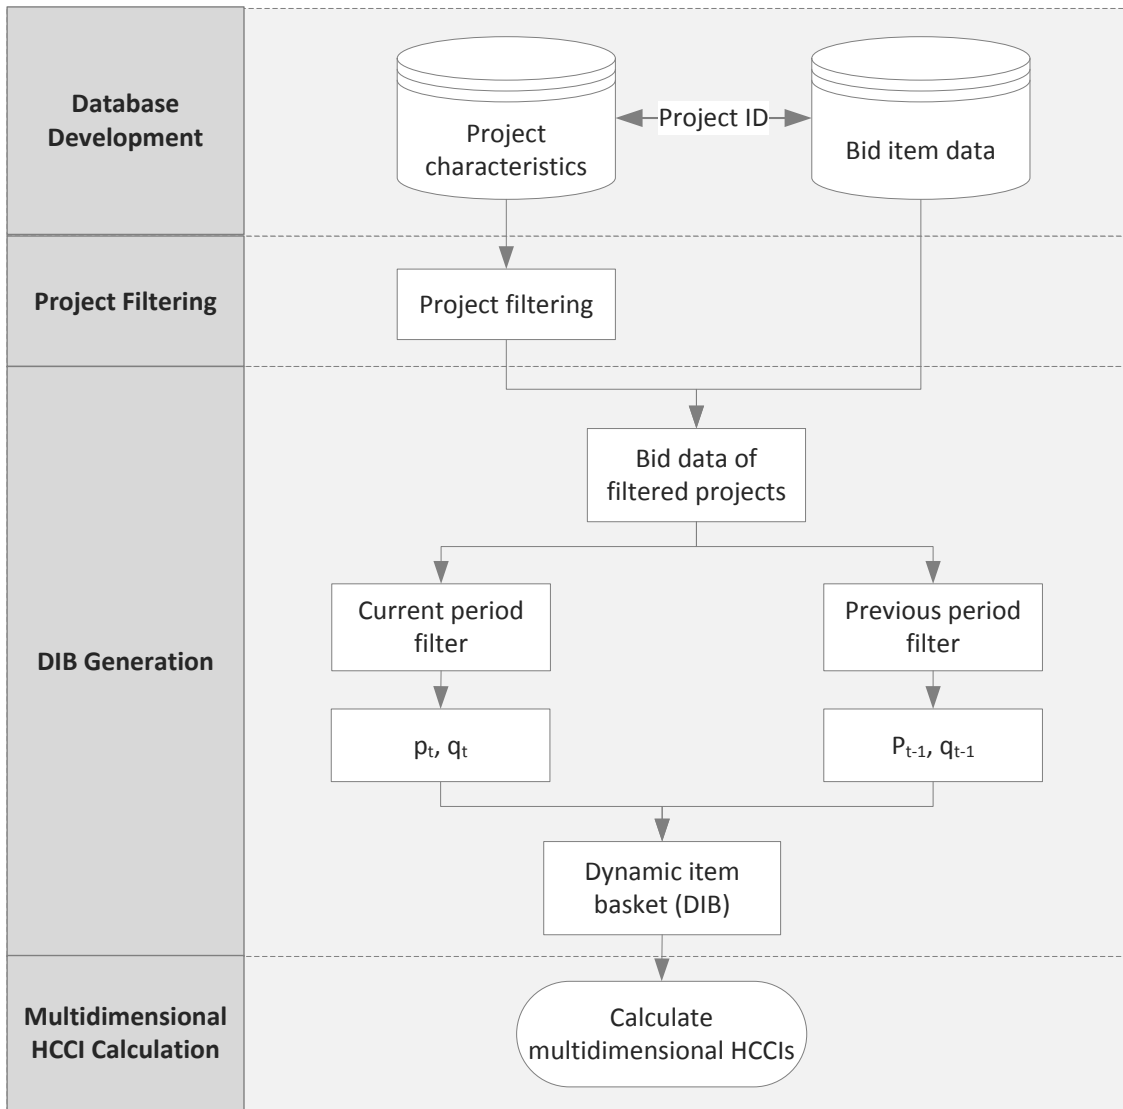 Database
Development
Project
characteristics
Project ID
Bid item data
Project Filtering
Project filtering
DIB Generation
Bid data of
filtered projects
Current period
filter
Previous period
filter
pt, qt
Pt-1, qt-1
Dynamic item
basket (DIB)
Multidimensional
HCCI Calculation
Calculate
multidimensional HCCIs